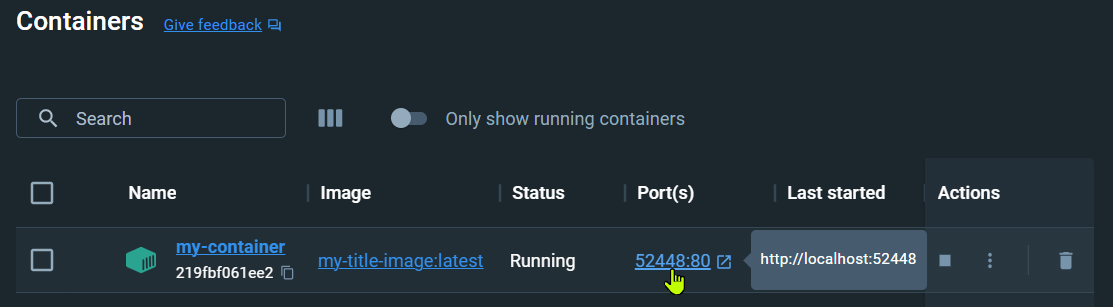 Containers Give feedback
Search Only show running containers
Name Image Status Port(s) Last started Actions
my-container
219fbf061ee2 my-title-image:latest Running 52448:80 http://localhost:52448